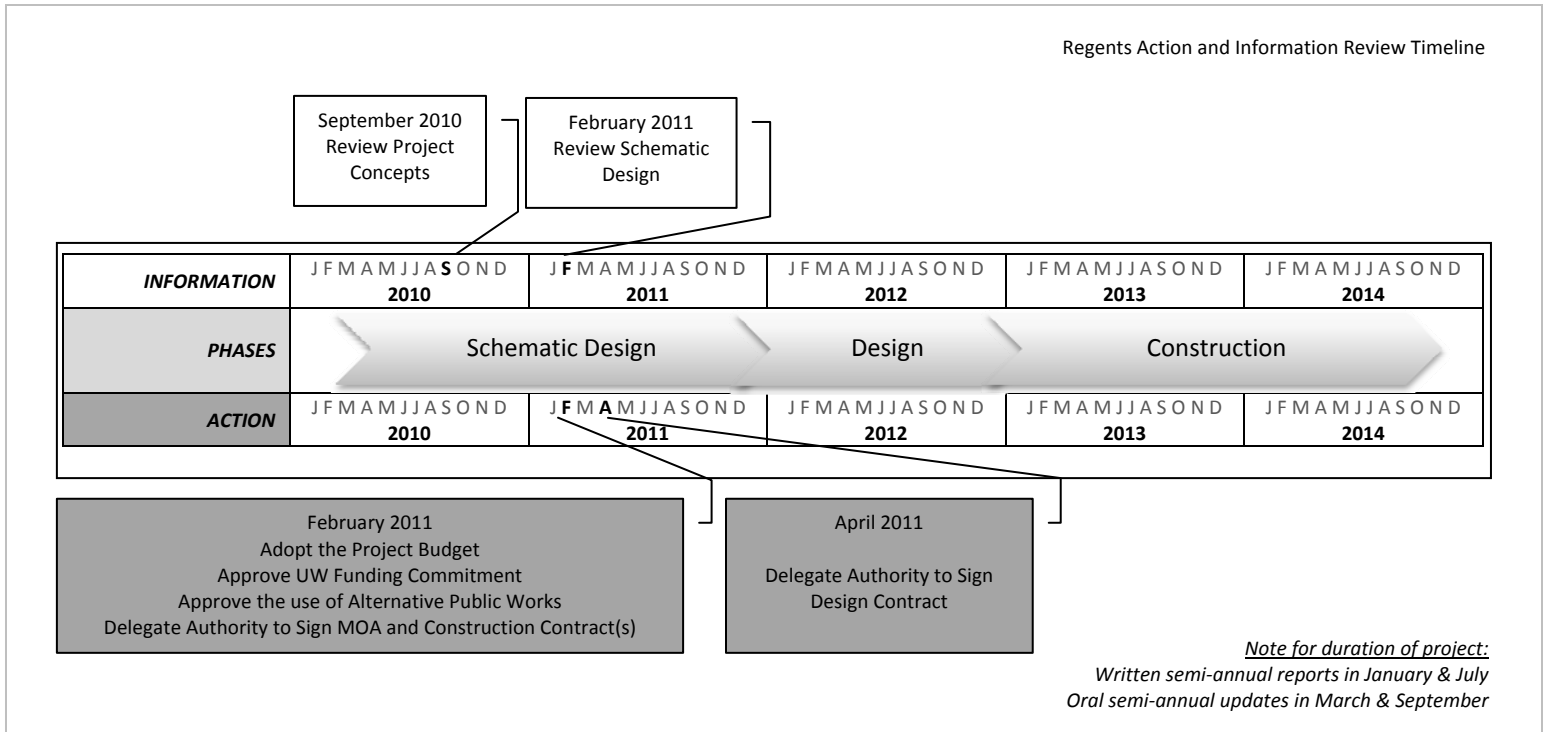 Regents Action and Information Review Timeline
September 2010
Review Project
Concepts
February 2011
Review Schematic
Design
INFORMATION
J F M A M J J A S O N D
2010
J F M A M J J A S O N D
2011
J F M A M J J A S O N D
2012
J F M A M J J A S O N D
2013
J F M A M J J A S O N D
2014
PHASES
Schematic Design
Design
Construction
ACTION
J F M A M J J A S O N D
2010
J F M A M J J A S O N D
2011
J F M A M J J A S O N D
2012
J F M A M J J A S O N D
2013
J F M A M J J A S O N D
2014
February 2011
Adopt the Project Budget
Approve UW Funding Commitment
Approve the use of Alternative Public Works
Delegate Authority to Sign MOA and Construction Contract(s)
April 2011
Delegate Authority to Sign
Design Contract
Note for duration of project:
Written semi-annual reports in January & July
Oral semi-annual updates in March & September